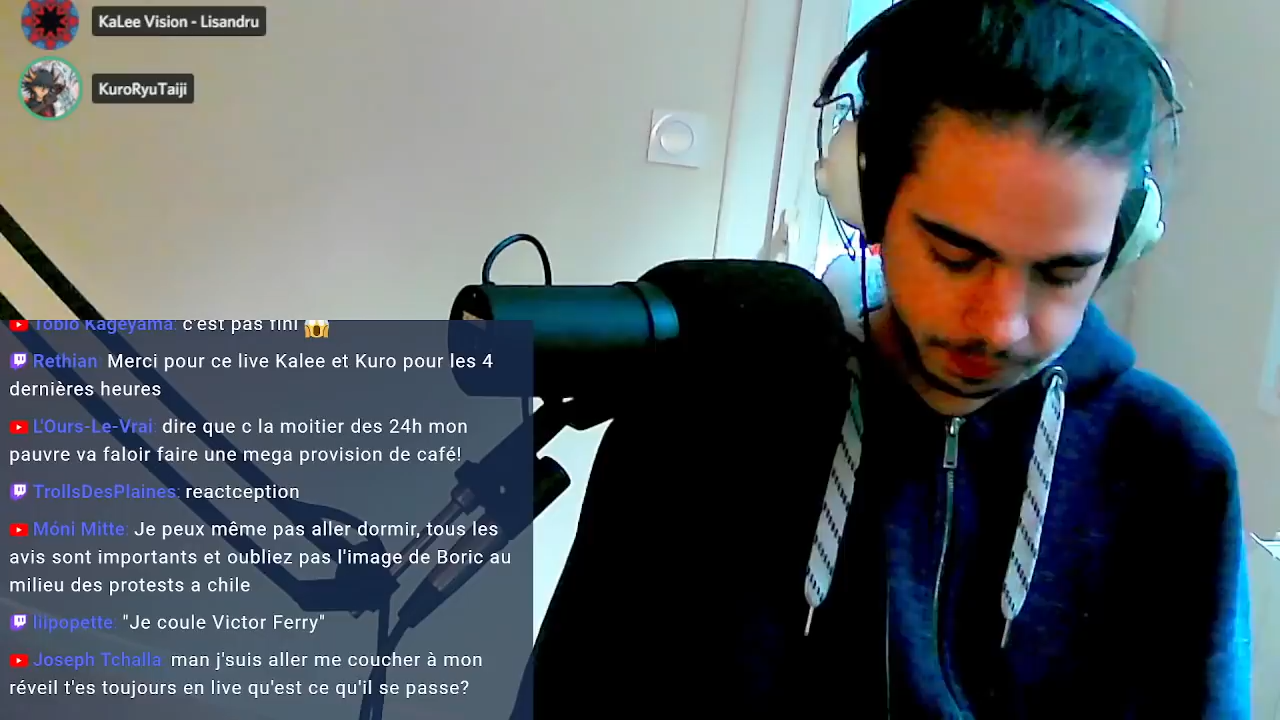 KaLee Vision - Lisandru
KuroRyuTaiji
Tobio Kageyama: c'est pas fini
Rethian: Merci pour ce live Kalee et Kuro pour les 4
dernières heures
L'Ours-Le-Vrai: dire que c la moitier des 24h mon
pauvre va faloir faire une mega provision de café!
TrollsDesPlaines: reactception
Móni Mitte: Je peux même pas aller dormir, tous les
avis sont importants et oubliez pas l'image de Boric au
milieu des protests a chile
liipopette: "Je coule Victor Ferry"
Joseph Tchalla: man j'suis aller me coucher à mon
réveil t'es toujours en live qu'est ce qu'il se passe?